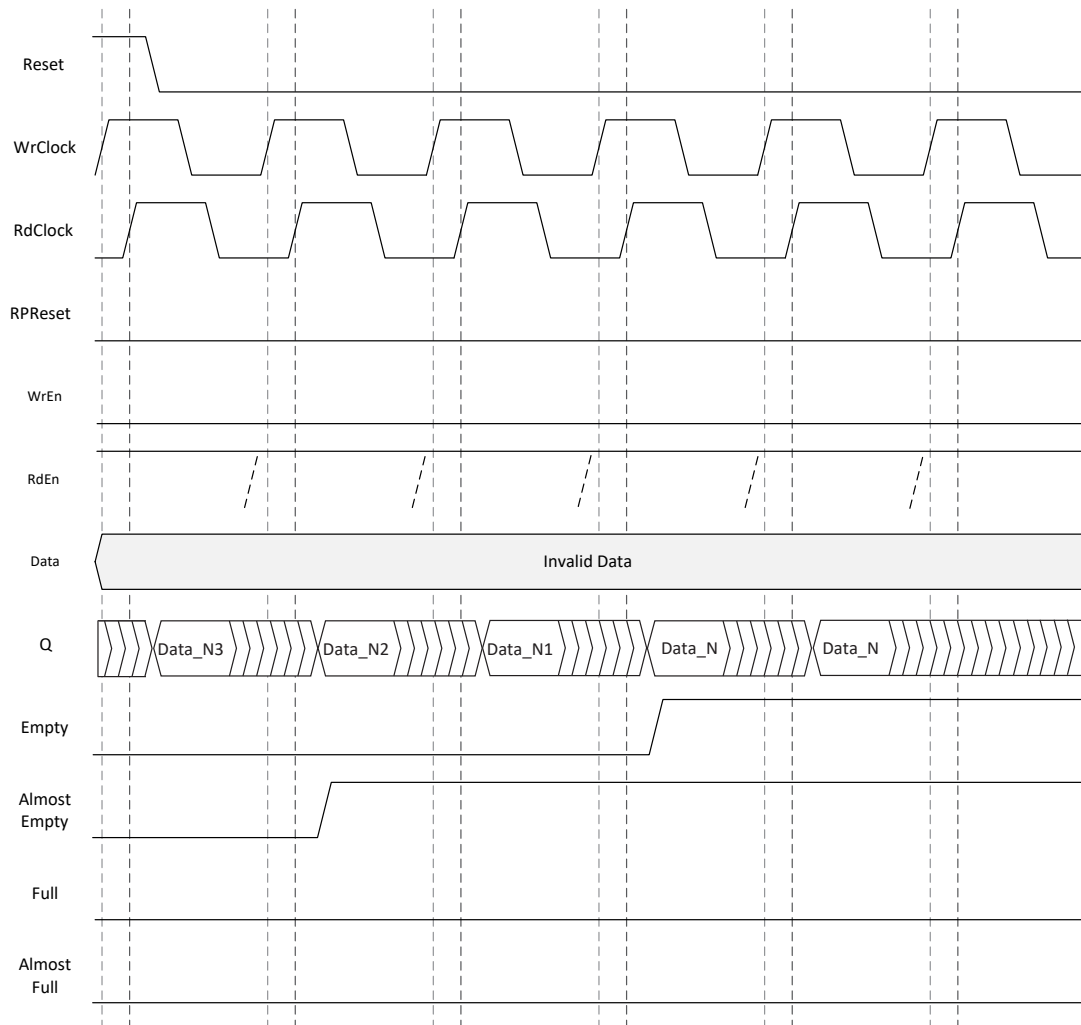 Reset
WrClock
RdClock
RPReset
WrEn
RdEn
Data
Invalid Data
Q
Data_N3
Data_N2
Data_N1
Data_N
Data_N
Empty
Almost
Empty
Full
Almost
Full